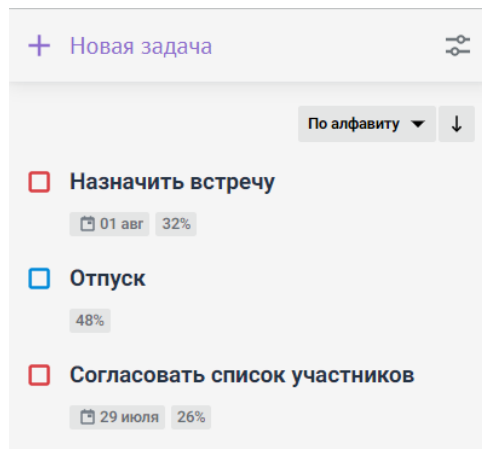 Новая задача
По алфавиту
Назначить встречу
01 авг 32%
Отпуск
48%
Согласовать список участников
29 июля 26%